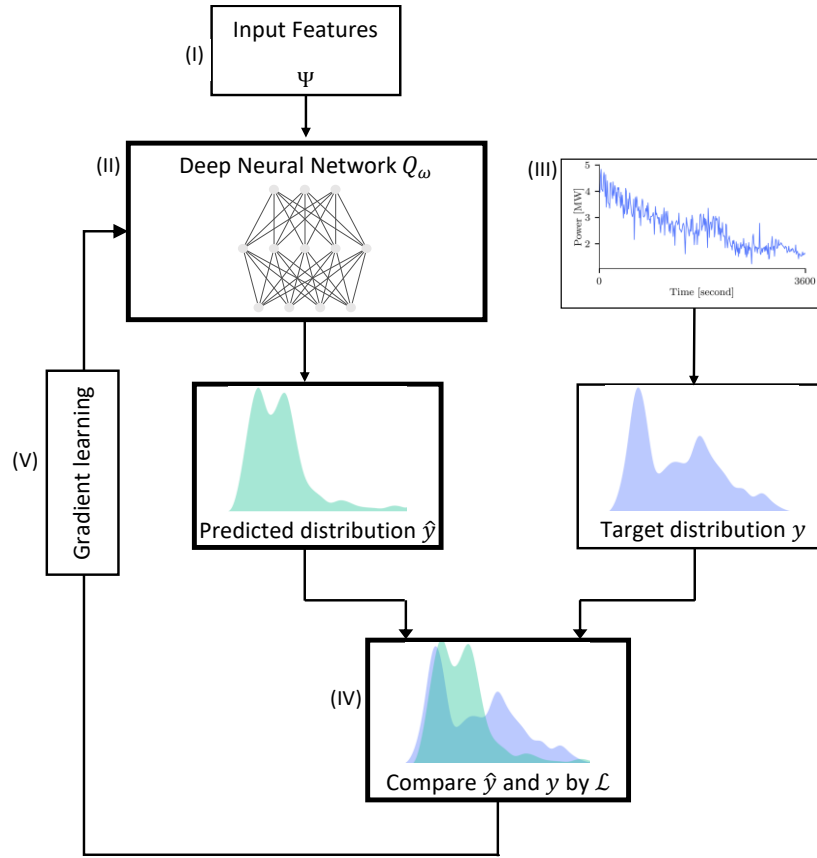 (I)
Input Features
Ψ
(II)
Deep Neural Network Q_ω
(III)
5
4
3
2
Power [MW]
0
3600
Time [second]
(V)
Gradient learning
Predicted distribution ŷ
Target distribution y
(IV)
Compare ŷ and y by ℒ